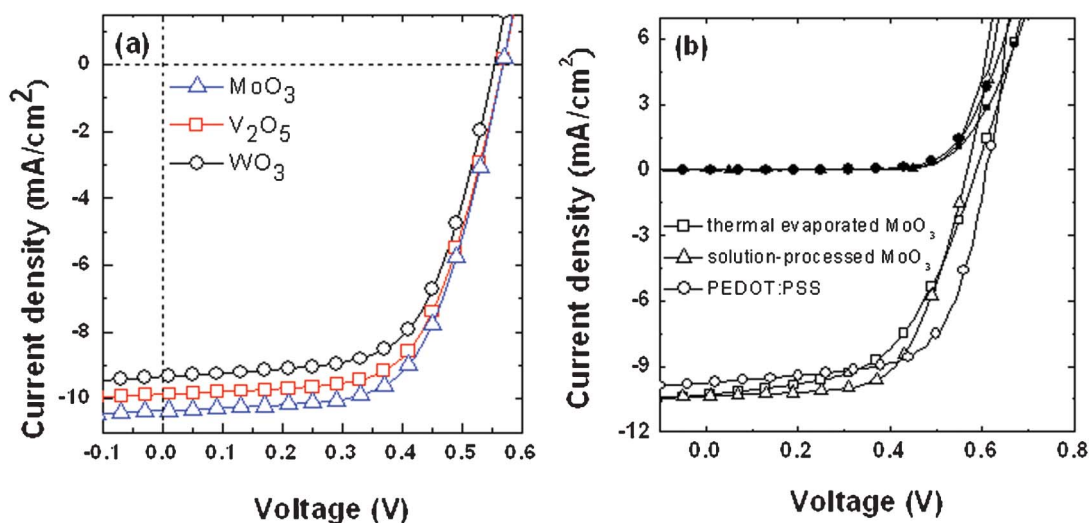 (a)
MoO3
V2O5
WO3
Current density (mA/cm2)
0
-2
-4
-6
-8
-10
-0.1 0.0 0.1 0.2 0.3 0.4 0.5 0.6
Voltage (V)
(b)
thermal evaporated MoO3
solution-processed MoO3
PEDOT:PSS
Current density (mA/cm2)
6
3
0
-3
-6
-9
-12
0.0 0.2 0.4 0.6 0.8
Voltage (V)